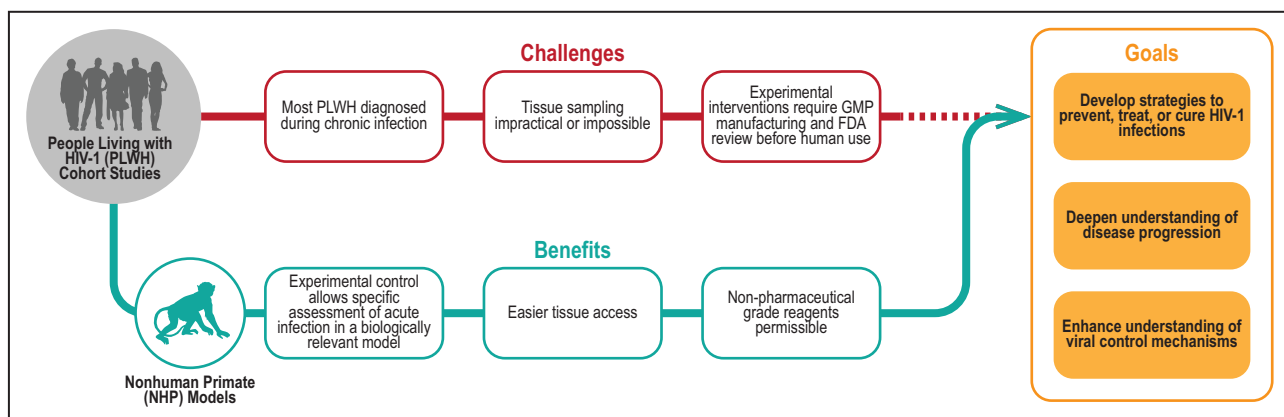 People Living with
HIV-1 (PLWH)
Cohort Studies
Challenges
Most PLWH diagnosed
during chronic infection
Tissue sampling
impractical or impossible
Experimental
interventions require GMP
manufacturing and FDA
review before human use
Nonhuman Primate
(NHP) Models
Benefits
Experimental control
allows specific
assessment of acute
infection in a biologically
relevant model
Easier tissue access
Non-pharmaceutical
grade reagents
permissible
Goals
Develop strategies to
prevent, treat, or cure HIV-1
infections
Deepen understanding of
disease progression
Enhance understanding of
viral control mechanisms